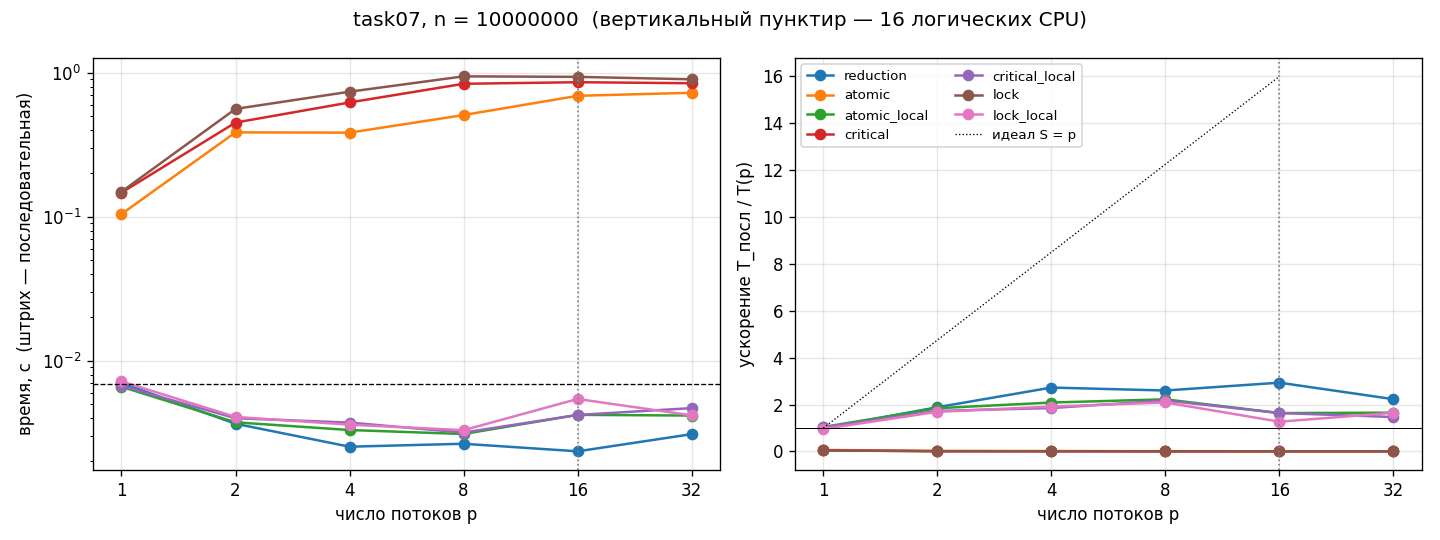 task07, n = 10000000  (вертикальный пунктир — 16 логических CPU)
время, с  (штрих — последовательная)
10⁰
10⁻¹
10⁻²
1 2 4 8 16 32
число потоков p
ускорение T_посл / T(p)
16
14
12
10
8
6
4
2
0
reduction
atomic
atomic_local
critical
critical_local
lock
lock_local
идеал S = p
1 2 4 8 16 32
число потоков p